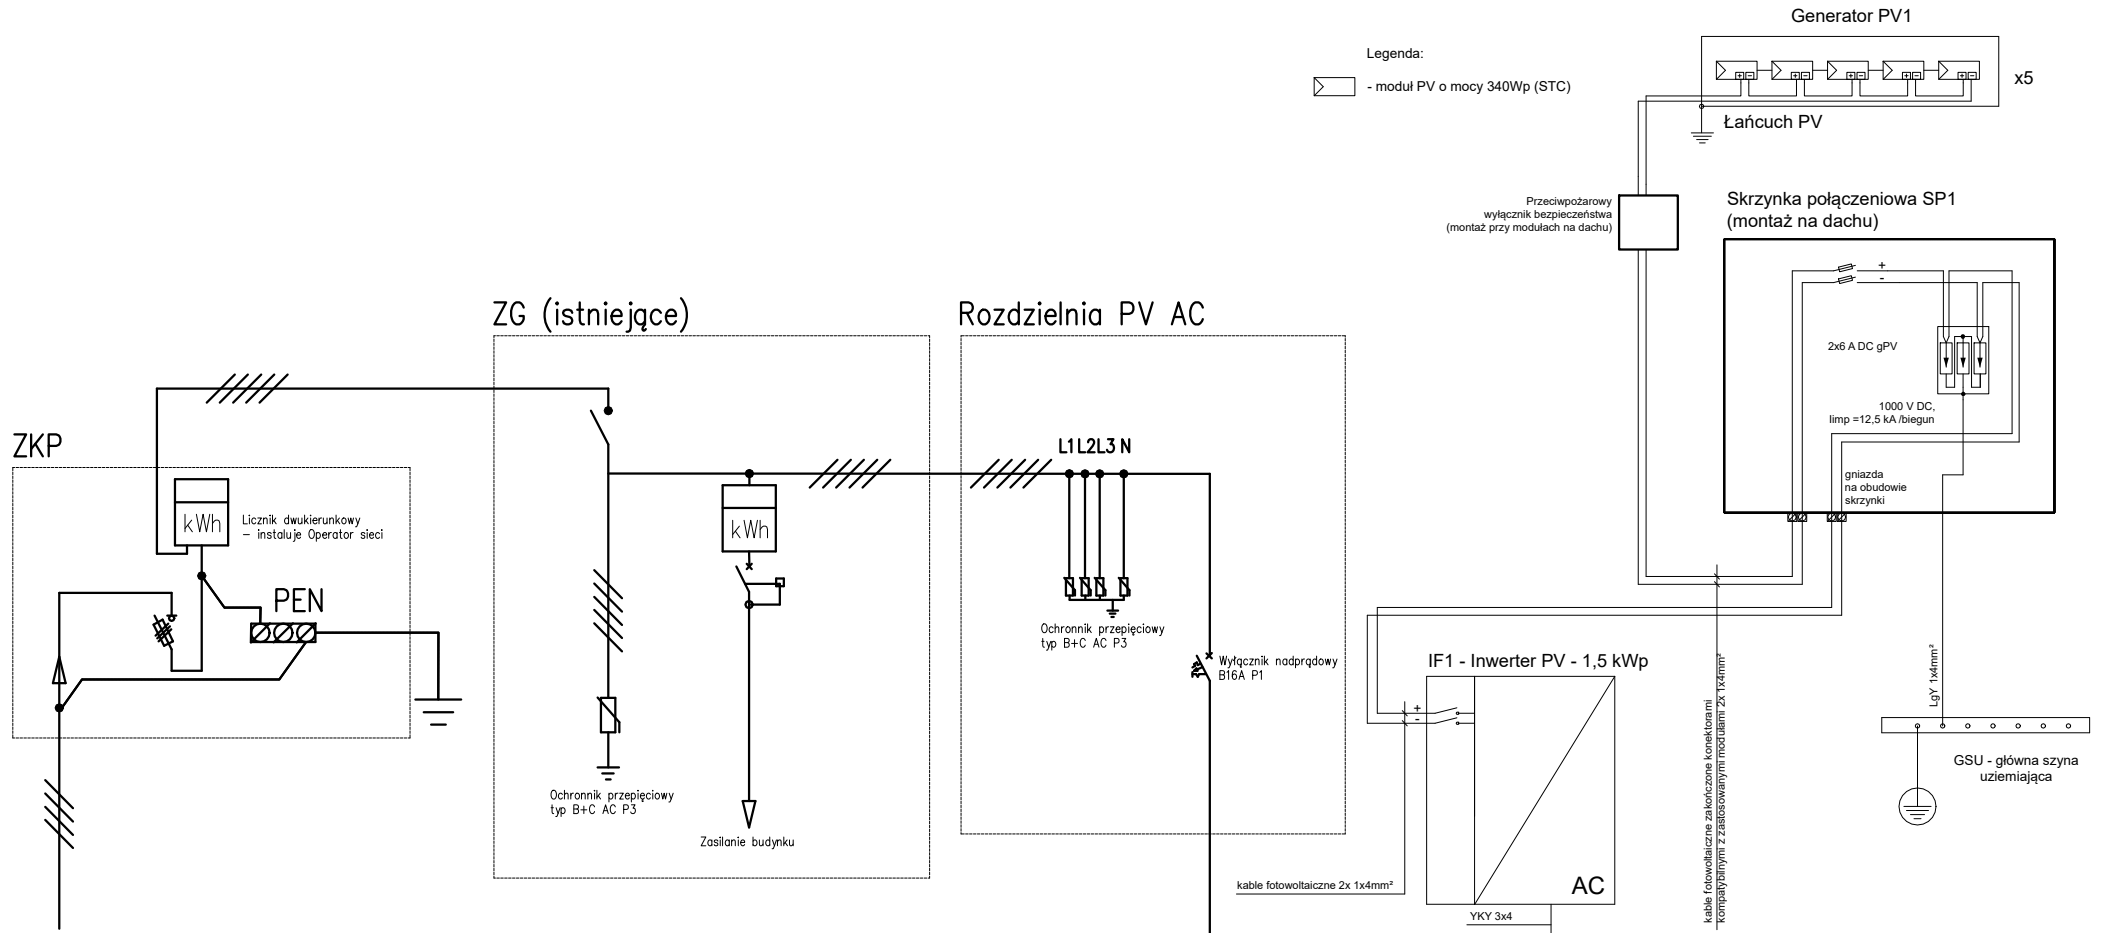 Generator PV1
Legenda:
- moduł PV o mocy 340Wp (STC)
x5
+ - + - + - + - + -
Łańcuch PV
Przeciwpożarowy
wyłącznik bezpieczeństwa
(montaż przy modułach na dachu)
Skrzynka połączeniowa SP1
(montaż na dachu)
+
-
2x6 A DC gPV
1000 V DC,
Iimp =12,5 kA /biegun
gniazda
na obudowie
skrzynki
ZG (istniejące)
Rozdzielnia PV AC
ZKP
L1 L2 L3 N
kWh
Licznik dwukierunkowy
- instaluje Operator sieci
kWh
PEN
Ochronnik przepięciowy
typ B+C AC P3
Wyłącznik nadprądowy
B16A P1
Ochronnik przepięciowy
typ B+C AC P3
Zasilanie budynku
IF1 - Inwerter PV - 1,5 kWp
+
-
AC
kable fotowoltaiczne 2x 1x4mm²
YKY 3x4
kable fotowoltaiczne zakończone konektorami
kompatybilnymi z zastosowanymi modułami 2x 1x4mm²
LgY 1x4mm²
GSU - główna szyna
uziemiająca